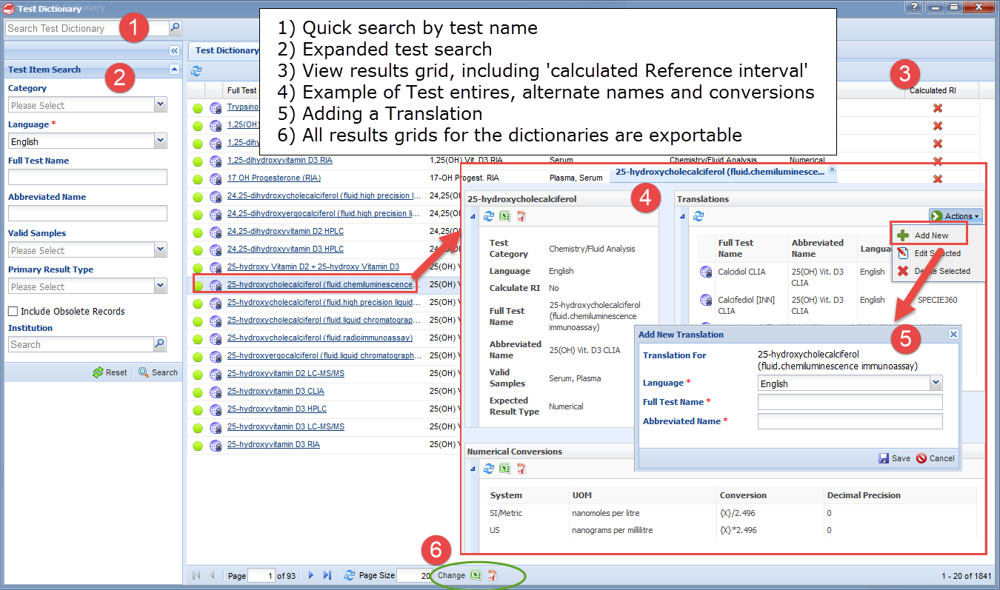 Test Dictionary
Search Test Dictionary
1
1) Quick search by test name
2) Expanded test search
3) View results grid, including 'calculated Reference interval'
4) Example of Test entires, alternate names and conversions
5) Adding a Translation
6) All results grids for the dictionaries are exportable
Test Item Search
2
Category
Please Select
Language *
English
Full Test Name
Abbreviated Name
Valid Samples
Please Select
Primary Result Type
Please Select
Include Obsolete Records
Institution
Search
Reset Search
Test Dictionary
3
Full Test
Calculated RI
Trypsino
1,25(OH)
1,25-dih
1,25-dihydroxyvitamin D3 RIA 1,25(OH) Vit. D3 RIA Serum Chemistry/Fluid Analysis Numerical
17 OH Progesterone (RIA) 17-OH Progest. RIA Plasma, Serum
24,25-dihydroxycholecalciferol (fluid.high precision l... 24,25(O
24,25-dihydroxyergocalciferol (fluid.high precision li... 24,25(O
24,25-dihydroxyvitamin D2 HPLC 24,25(O
24,25-dihydroxyvitamin D3 HPLC 24,25(O
25-hydroxy Vitamin D2 + 25-hydroxy Vitamin D3 25(OH) V
25-hydroxycholecalciferol (fluid.chemiluminescence... 25(OH) V
25-hydroxycholecalciferol (fluid.high precision liquid... 25(OH) V
25-hydroxycholecalciferol (fluid.liquid chromatograp... 25(OH) V
25-hydroxycholecalciferol (fluid.radioimmunoassay) 25(OH) V
25-hydroxyergocalciferol (fluid.liquid chromatograph... 25(OH) V
25-hydroxyvitamin D2 LC-MS/MS 25(OH) V
25-hydroxyvitamin D3 CLIA 25(OH) V
25-hydroxyvitamin D3 HPLC 25(OH) V
25-hydroxyvitamin D3 LC-MS/MS 25(OH) V
25-hydroxyvitamin D3 RIA 25(OH) V
25-hydroxycholecalciferol (fluid.chemiluminesce...
4
25-hydroxycholecalciferol
Test Category Chemistry/Fluid Analysis
Language English
Calculate RI No
Full Test Name 25-hydroxycholecalciferol (fluid.chemiluminescence immunoassay)
Abbreviated Name 25(OH) Vit. D3 CLIA
Valid Samples Serum, Plasma
Expected Result Type Numerical
Translations
Actions
Add New
Edit Selected
Delete Selected
Full Test Name Abbreviated Name Langua
Calcidiol CLIA 25(OH) Vit. D3 CLIA English
Calcifediol [INN] CLIA 25(OH) Vit. D3 CLIA English SPECIE360
5
Add New Translation
Translation For 25-hydroxycholecalciferol (fluid.chemiluminescence immunoassay)
Language * English
Full Test Name *
Abbreviated Name *
Save Cancel
Numerical Conversions
System UOM Conversion Decimal Precision
SI/Metric nanomoles per litre {X}/2.496 0
US nanograms per millilitre {X}*2.496 0
6
Page 1 of 93 Page Size 20 Change
1 - 20 of 1841